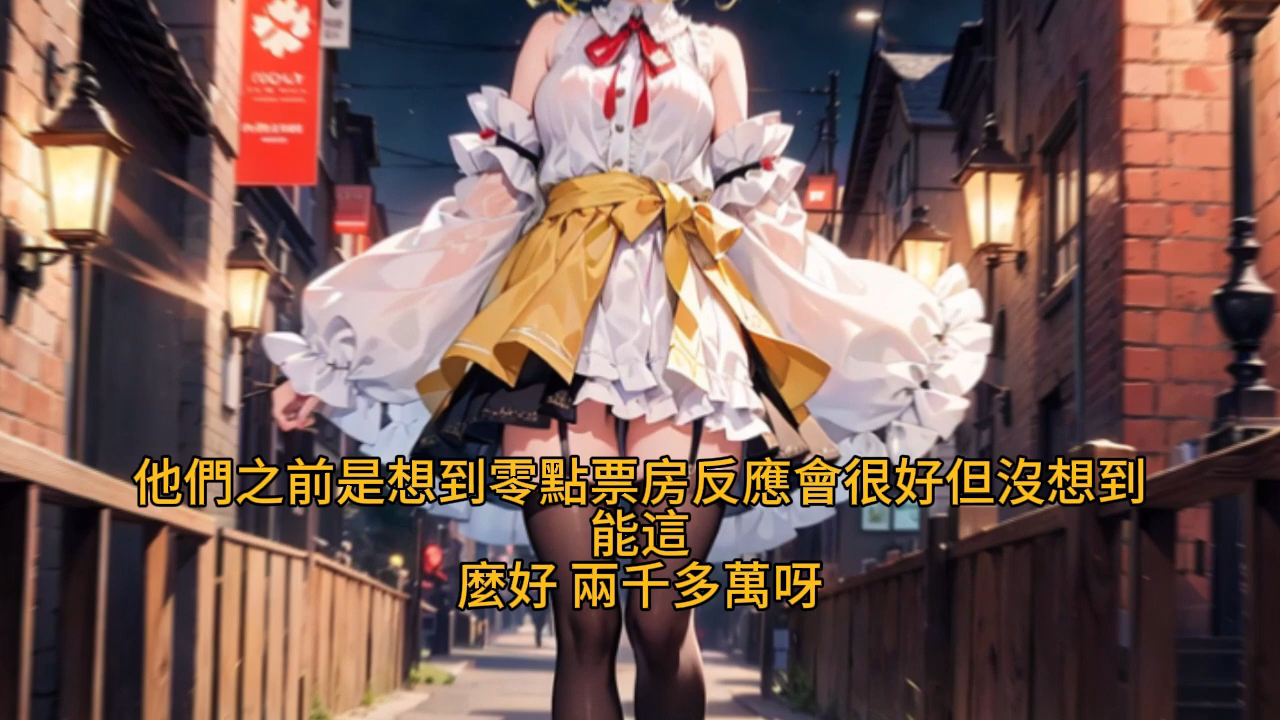 他們之前是想到零點票房反應會很好但沒想到
能這
麼好 兩千多萬呀